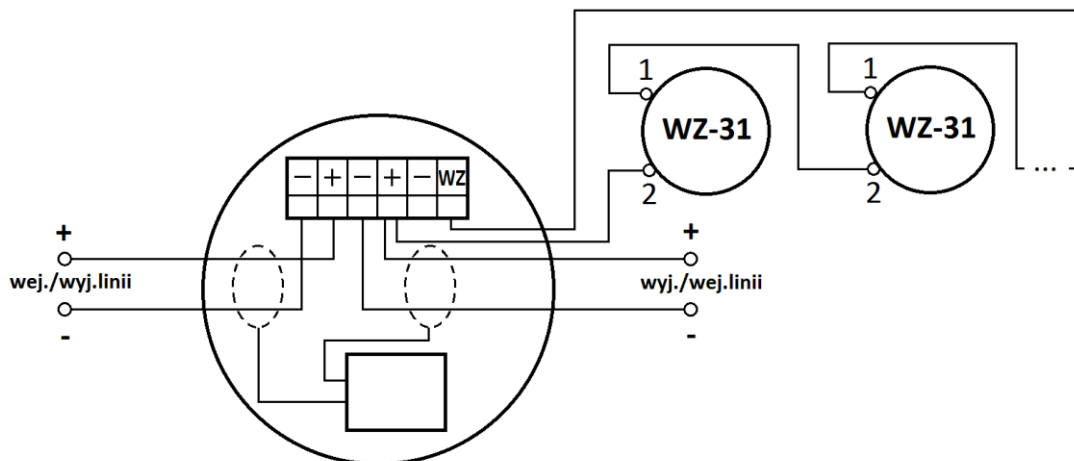 1
1
WZ-31
WZ-31
2
2
...
− + − + − WZ
+
+
wej./wyj.linii
wyj./wej.linii
-
-